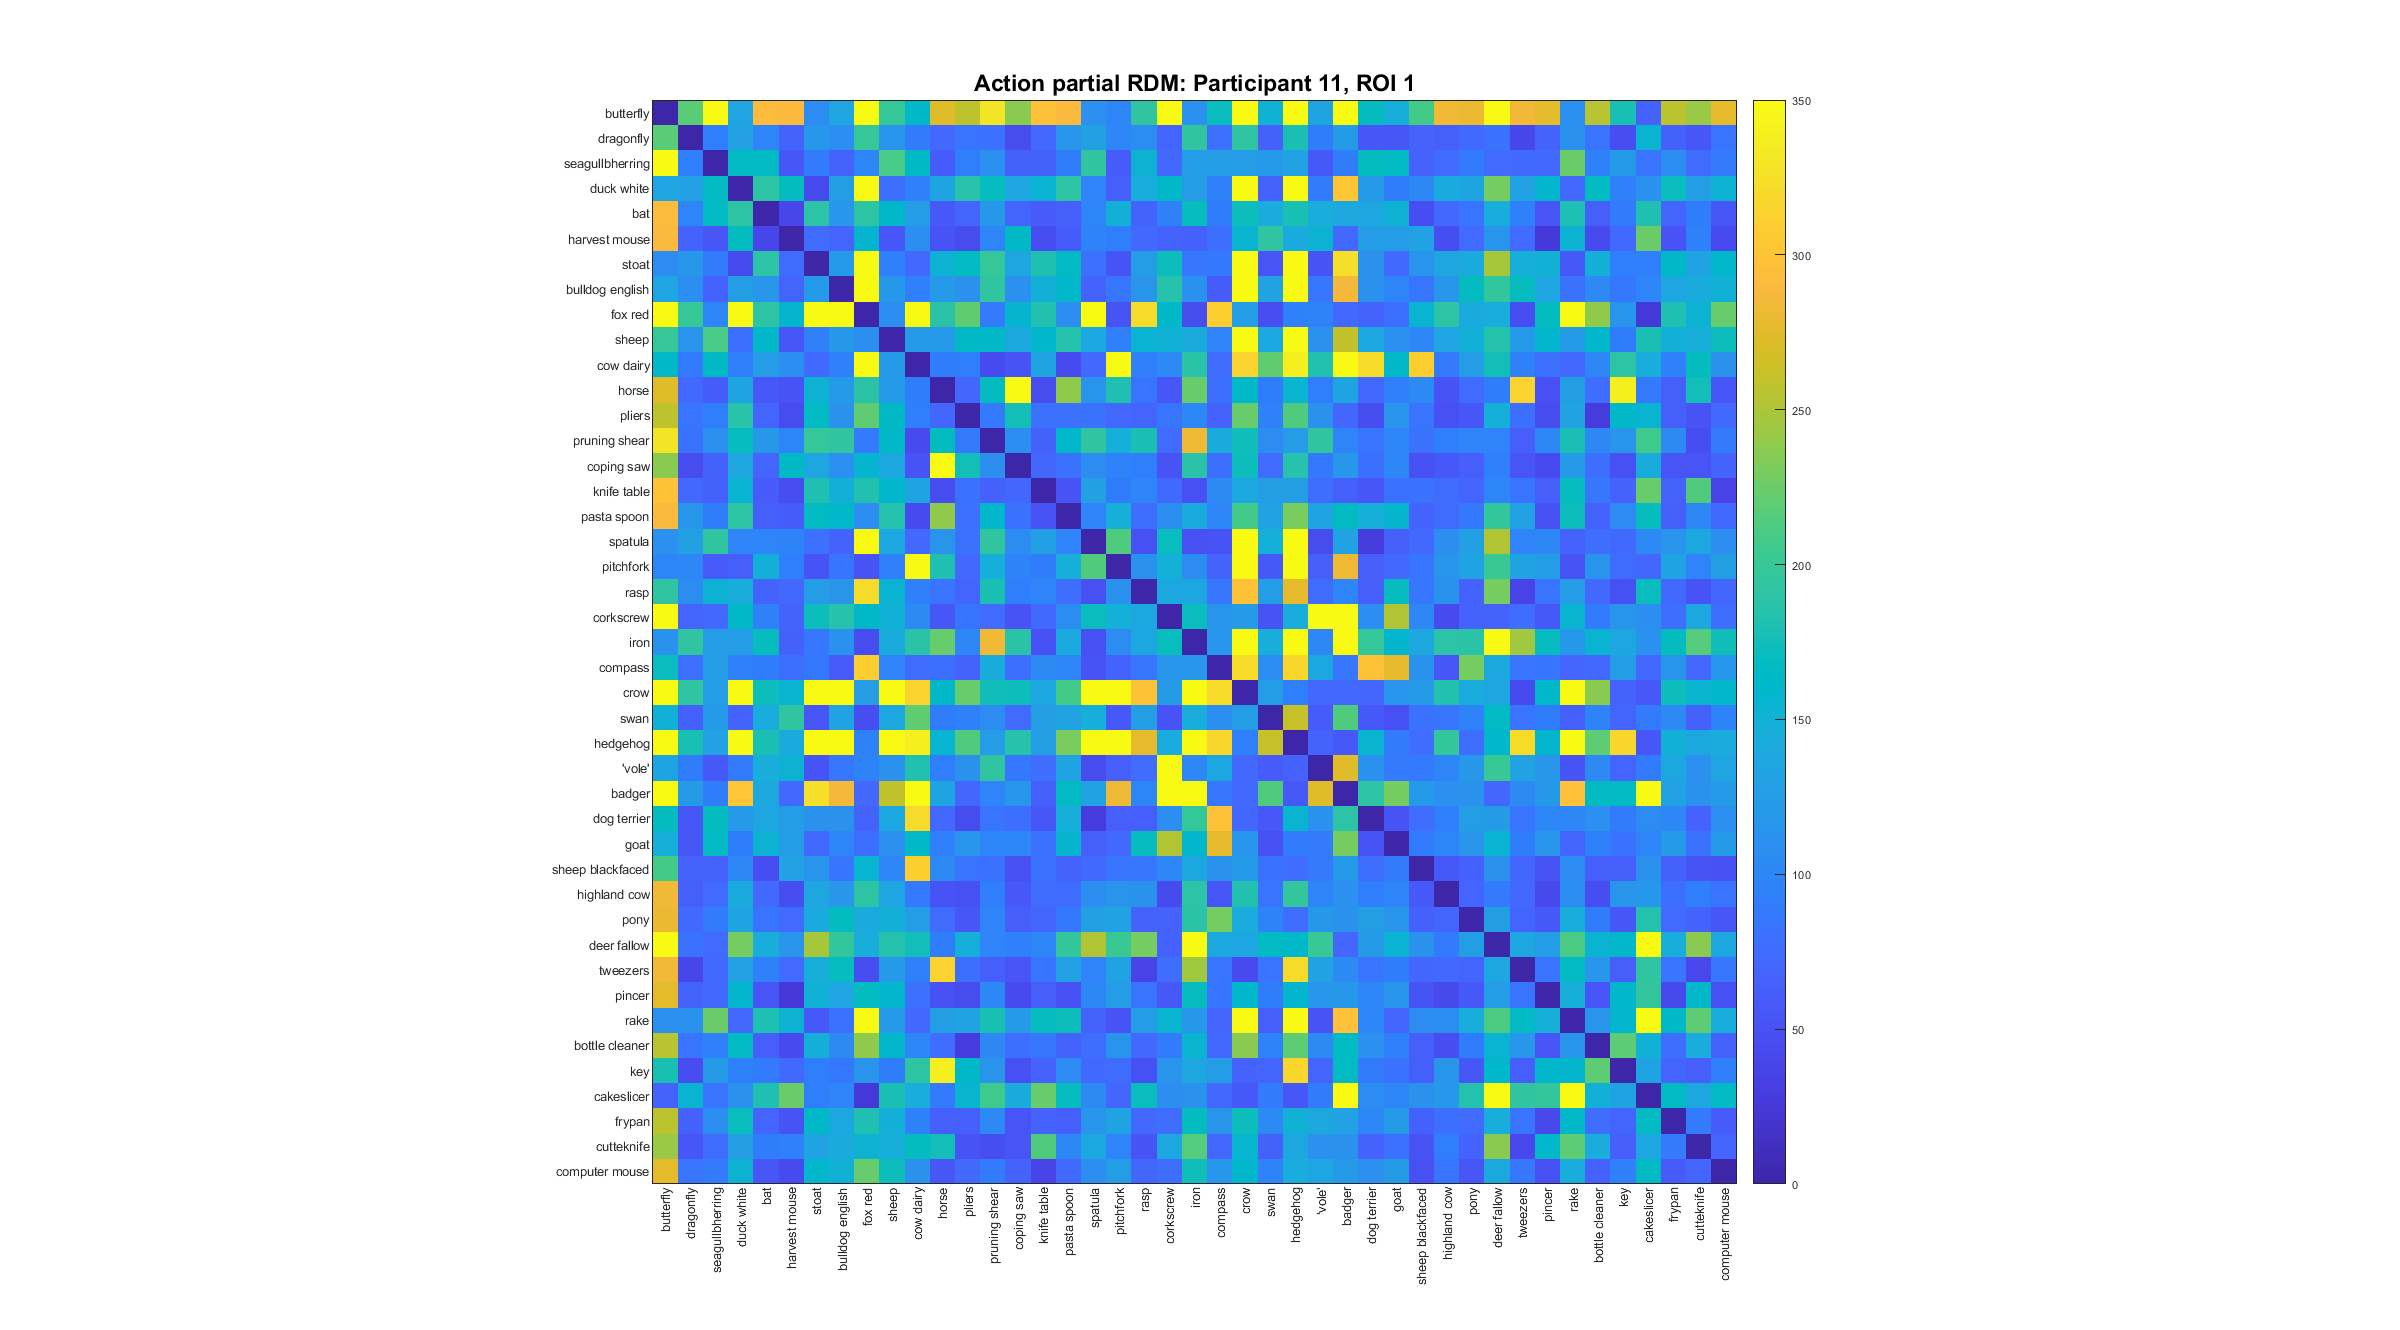 Action partial RDM: Participant 11, ROI 1
butterfly
dragonfly
seagullbherring
duck white
bat
harvest mouse
stoat
bulldog english
fox red
sheep
cow dairy
horse
pliers
pruning shear
coping saw
knife table
pasta spoon
spatula
pitchfork
rasp
corkscrew
iron
compass
crow
swan
hedgehog
'vole'
badger
dog terrier
goat
sheep blackfaced
highland cow
pony
deer fallow
tweezers
pincer
rake
bottle cleaner
key
cakeslicer
frypan
cutteknife
computer mouse
butterfly
dragonfly
seagullbherring
duck white
bat
harvest mouse
stoat
bulldog english
fox red
sheep
cow dairy
horse
pliers
pruning shear
coping saw
knife table
pasta spoon
spatula
pitchfork
rasp
corkscrew
iron
compass
crow
swan
hedgehog
'vole'
badger
dog terrier
goat
sheep blackfaced
highland cow
pony
deer fallow
tweezers
pincer
rake
bottle cleaner
key
cakeslicer
frypan
cutteknife
computer mouse
350
300
250
200
150
100
50
0